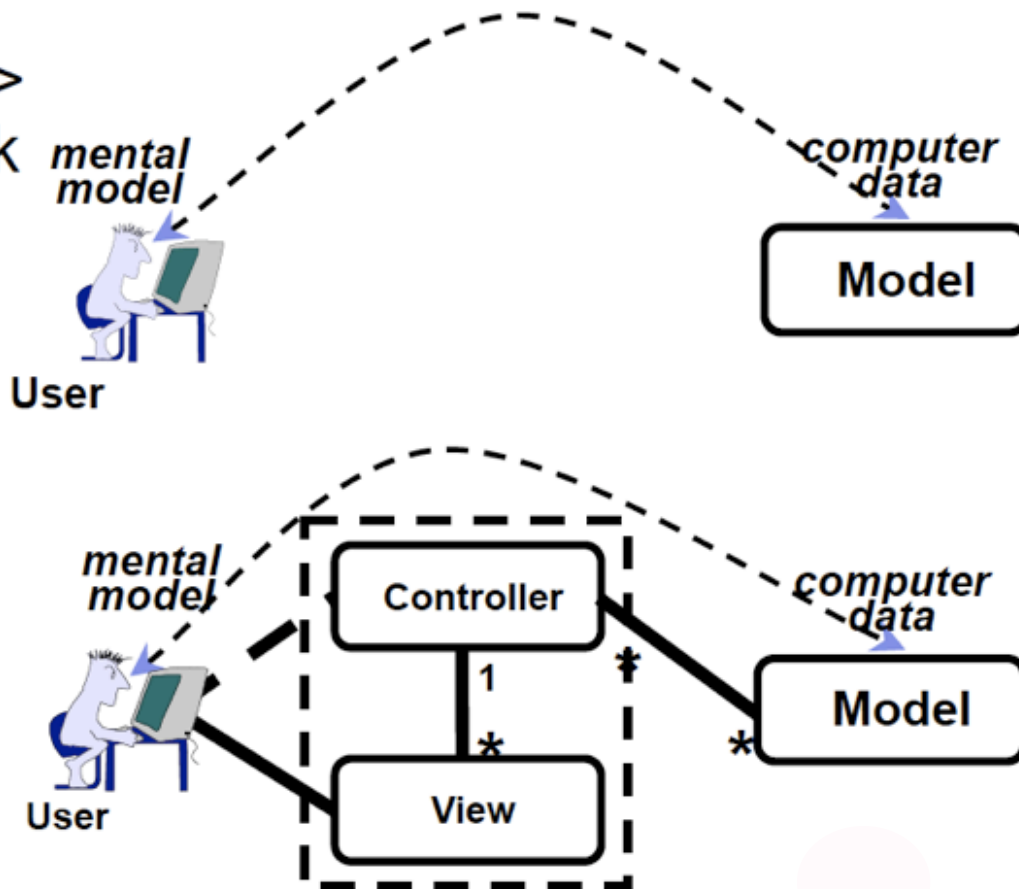 >
K
mental
model
computer
data
Model
User
mental
model
Controller
computer
data
1
*
*
*
Model
View
User